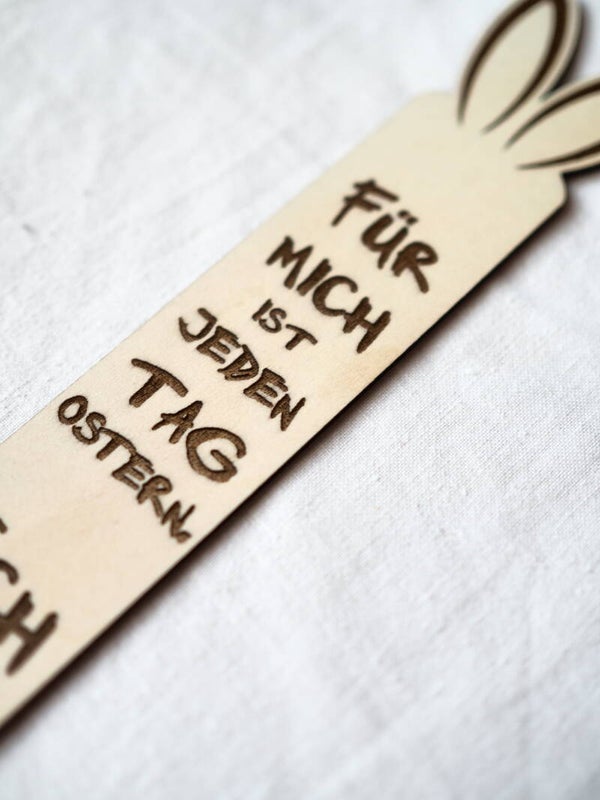 FÜR
MICH
IST
JEDEN
TAG
OSTERN.